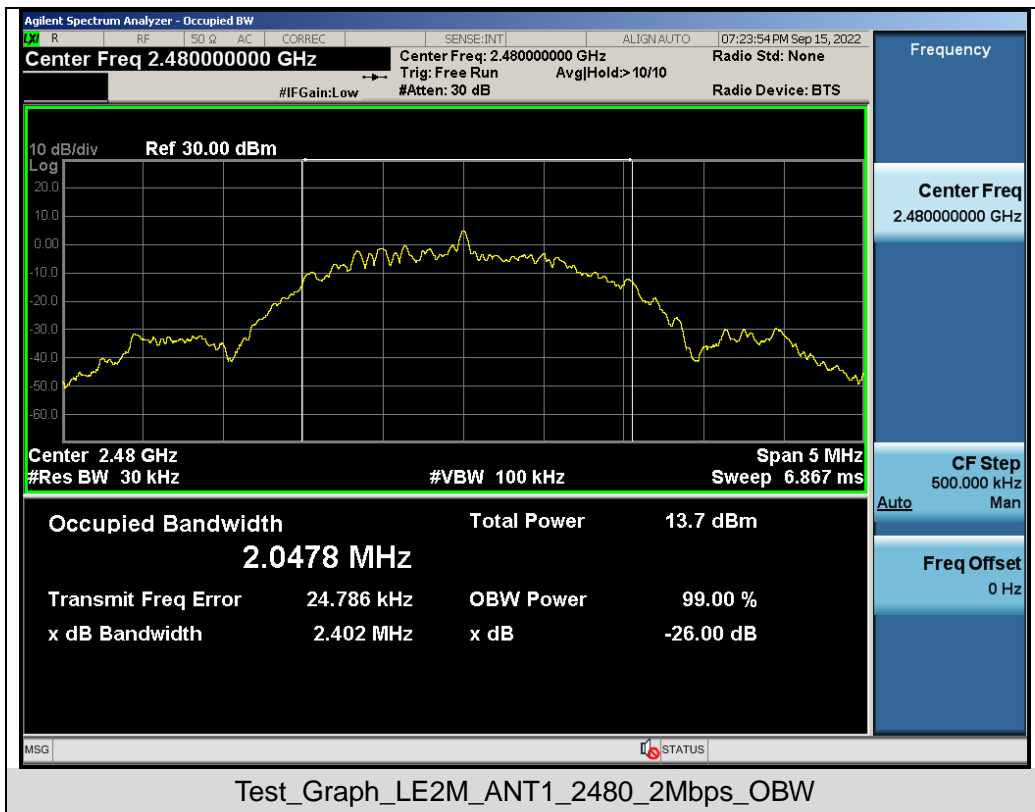 Agilent Spectrum Analyzer - Occupied BW
LXI R RF 50 Ω AC CORREC SENSE:INT ALIGN AUTO 07:23:54 PM Sep 15, 2022
Center Freq 2.480000000 GHz
Center Freq: 2.480000000 GHz Radio Std: None
Trig: Free Run Avg|Hold:> 10/10
#IFGain:Low #Atten: 30 dB Radio Device: BTS
Frequency
10 dB/div Ref 30.00 dBm
Log
20.0
10.0
0.00
-10.0
-20.0
-30.0
-40.0
-50.0
-60.0
Center Freq
2.480000000 GHz
Center 2.48 GHz Span 5 MHz
#Res BW 30 kHz #VBW 100 kHz Sweep 6.867 ms
CF Step
500.000 kHz
Auto Man
Freq Offset
0 Hz
Occupied Bandwidth Total Power 13.7 dBm
2.0478 MHz
Transmit Freq Error 24.786 kHz OBW Power 99.00 %
x dB Bandwidth 2.402 MHz x dB -26.00 dB
MSG STATUS
Test_Graph_LE2M_ANT1_2480_2Mbps_OBW